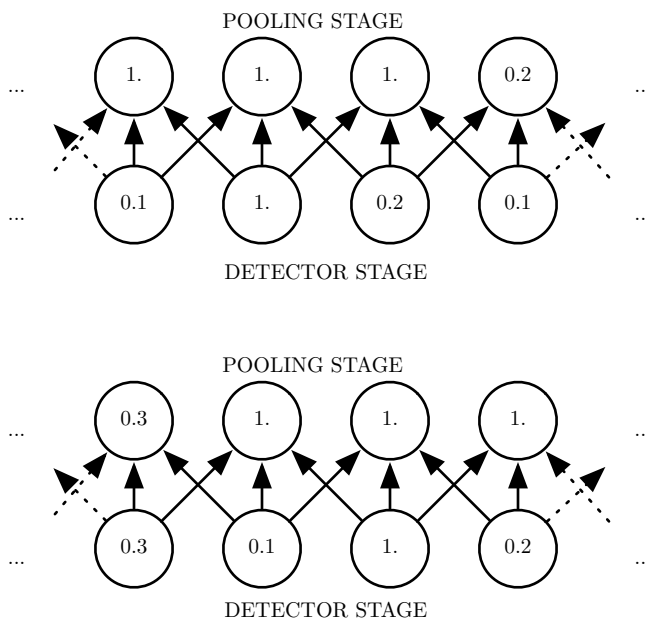 POOLING STAGE
... 1. 1. 1. 0.2 ..
... 0.1 1. 0.2 0.1 ..
DETECTOR STAGE
POOLING STAGE
... 0.3 1. 1. 1. ..
... 0.3 0.1 1. 0.2 ..
DETECTOR STAGE